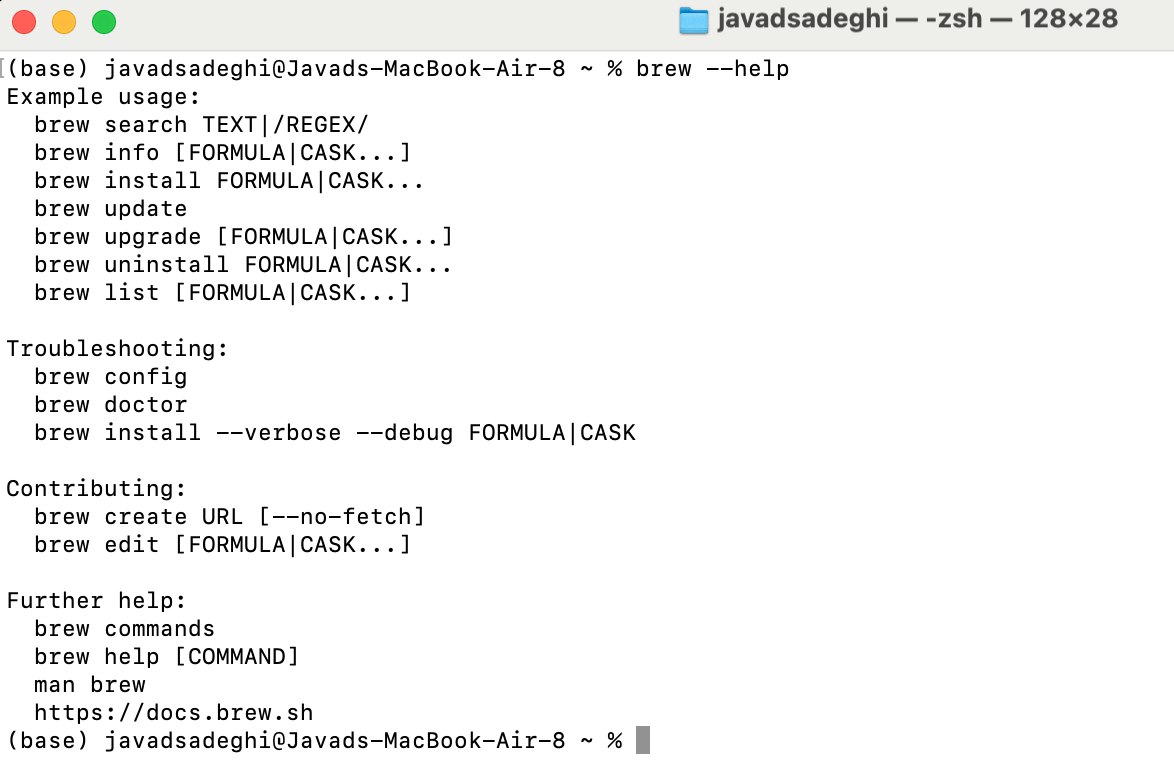 javadsadeghi — -zsh — 128×28
(base) javadsadeghi@Javads-MacBook-Air-8 ~ % brew --help
Example usage:
  brew search TEXT|/REGEX/
  brew info [FORMULA|CASK...]
  brew install FORMULA|CASK...
  brew update
  brew upgrade [FORMULA|CASK...]
  brew uninstall FORMULA|CASK...
  brew list [FORMULA|CASK...]

Troubleshooting:
  brew config
  brew doctor
  brew install --verbose --debug FORMULA|CASK

Contributing:
  brew create URL [--no-fetch]
  brew edit [FORMULA|CASK...]

Further help:
  brew commands
  brew help [COMMAND]
  man brew
  https://docs.brew.sh
(base) javadsadeghi@Javads-MacBook-Air-8 ~ %